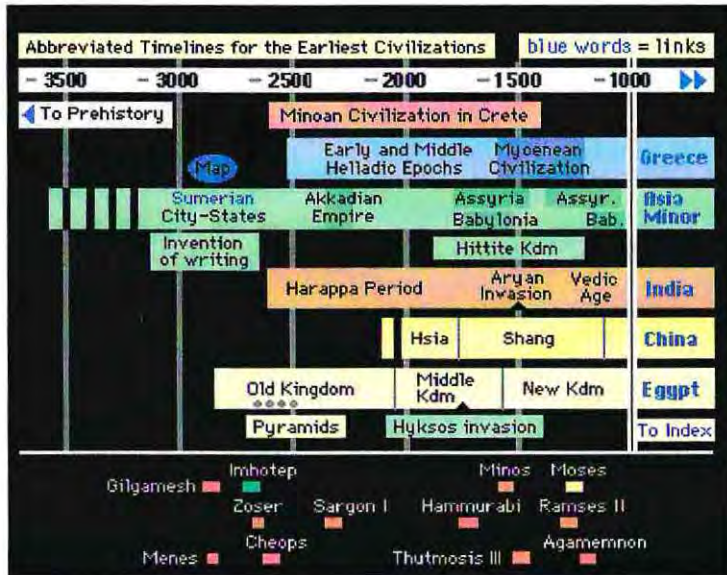 Abbreviated Timelines for the Earliest Civilizations
blue words = links
- 3500 - 3000 - 2500 - 2000 - 1500 - 1000
To Prehistory
Minoan Civilization in Crete
Map
Early and Middle
Helladic Epochs
Mycenean
Civilization
Greece
Sumerian
City-States
Akkadian
Empire
Assyria
Babylonia
Assyr.
Bab.
Asia
Minor
Invention
of writing
Hittite Kdm
Harappa Period
Aryan
Invasion
Vedic
Age
India
Hsia
Shang
China
Old Kingdom
Middle
Kdm
New Kdm
Egypt
Pyramids
Hyksos invasion
To Index
Gilgamesh
Imhotep
Minos
Moses
Zoser
Sargon I
Hammurabi
Ramses II
Menes
Cheops
Thutmosis III
Agamemnon